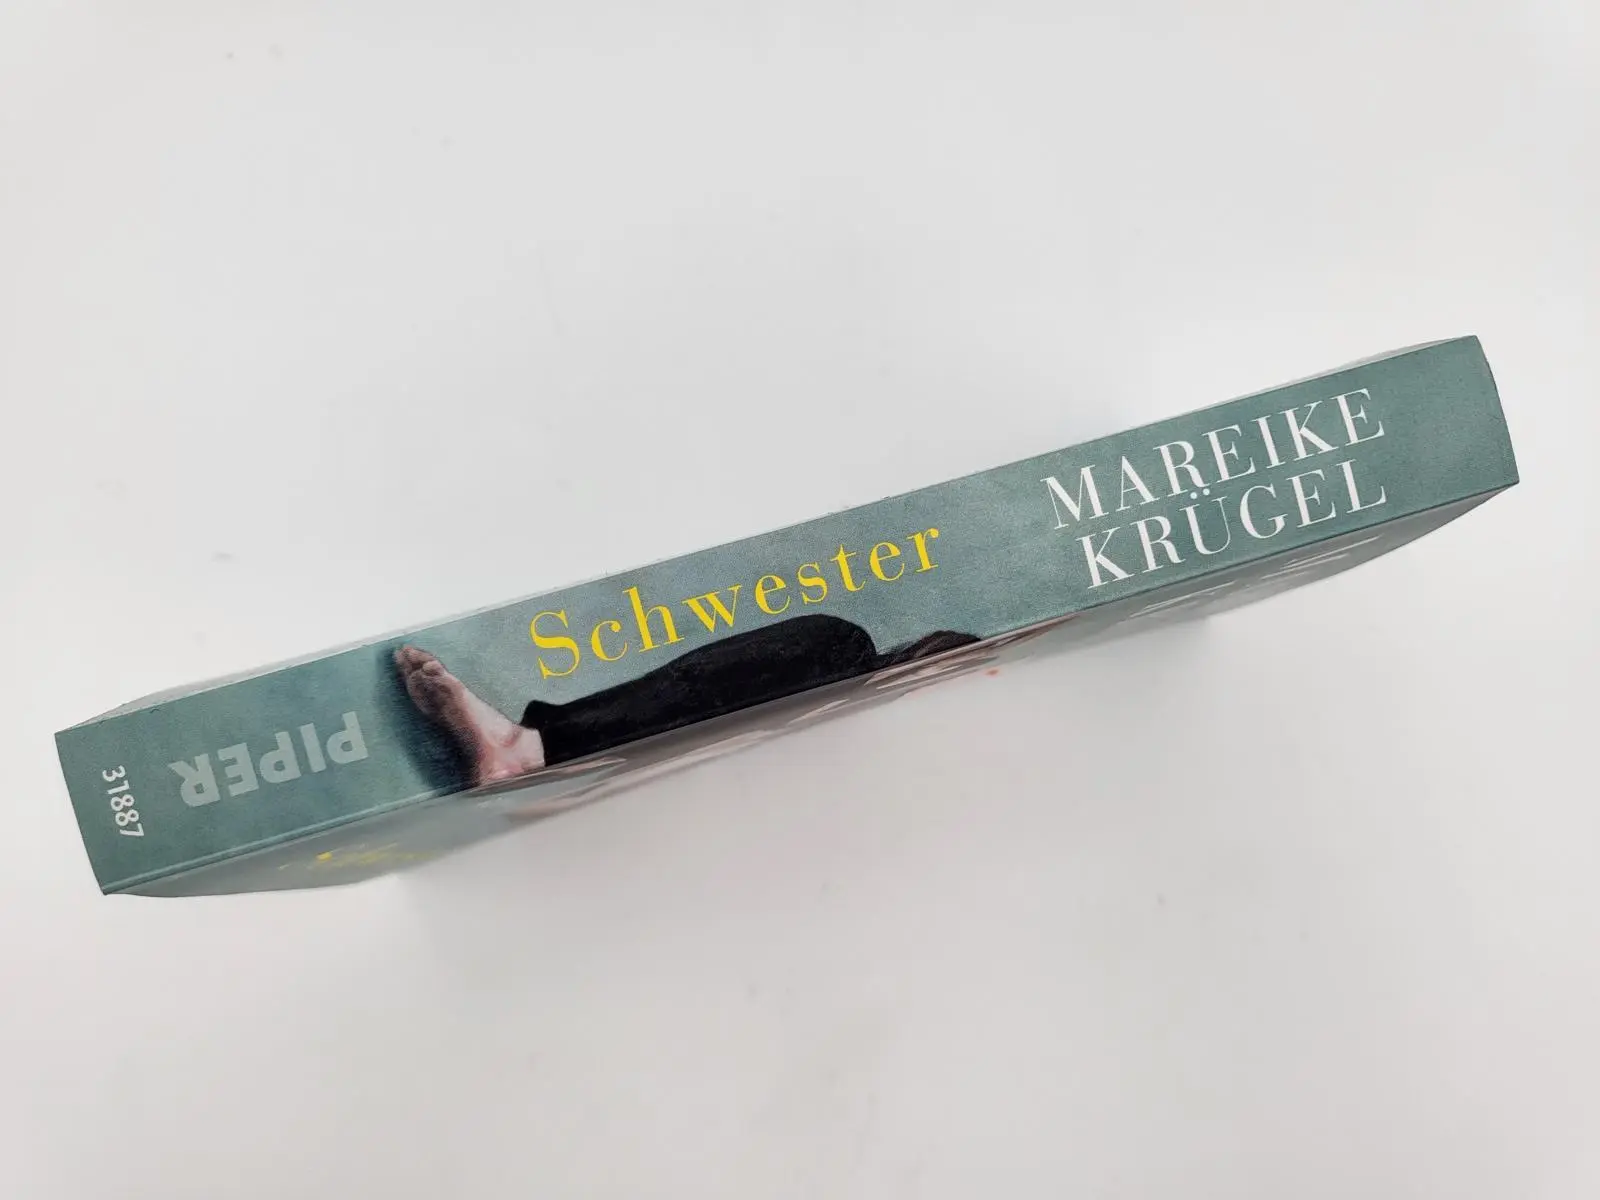 MAREIKE
KRÜGEL
Schwester
PIPER
31887